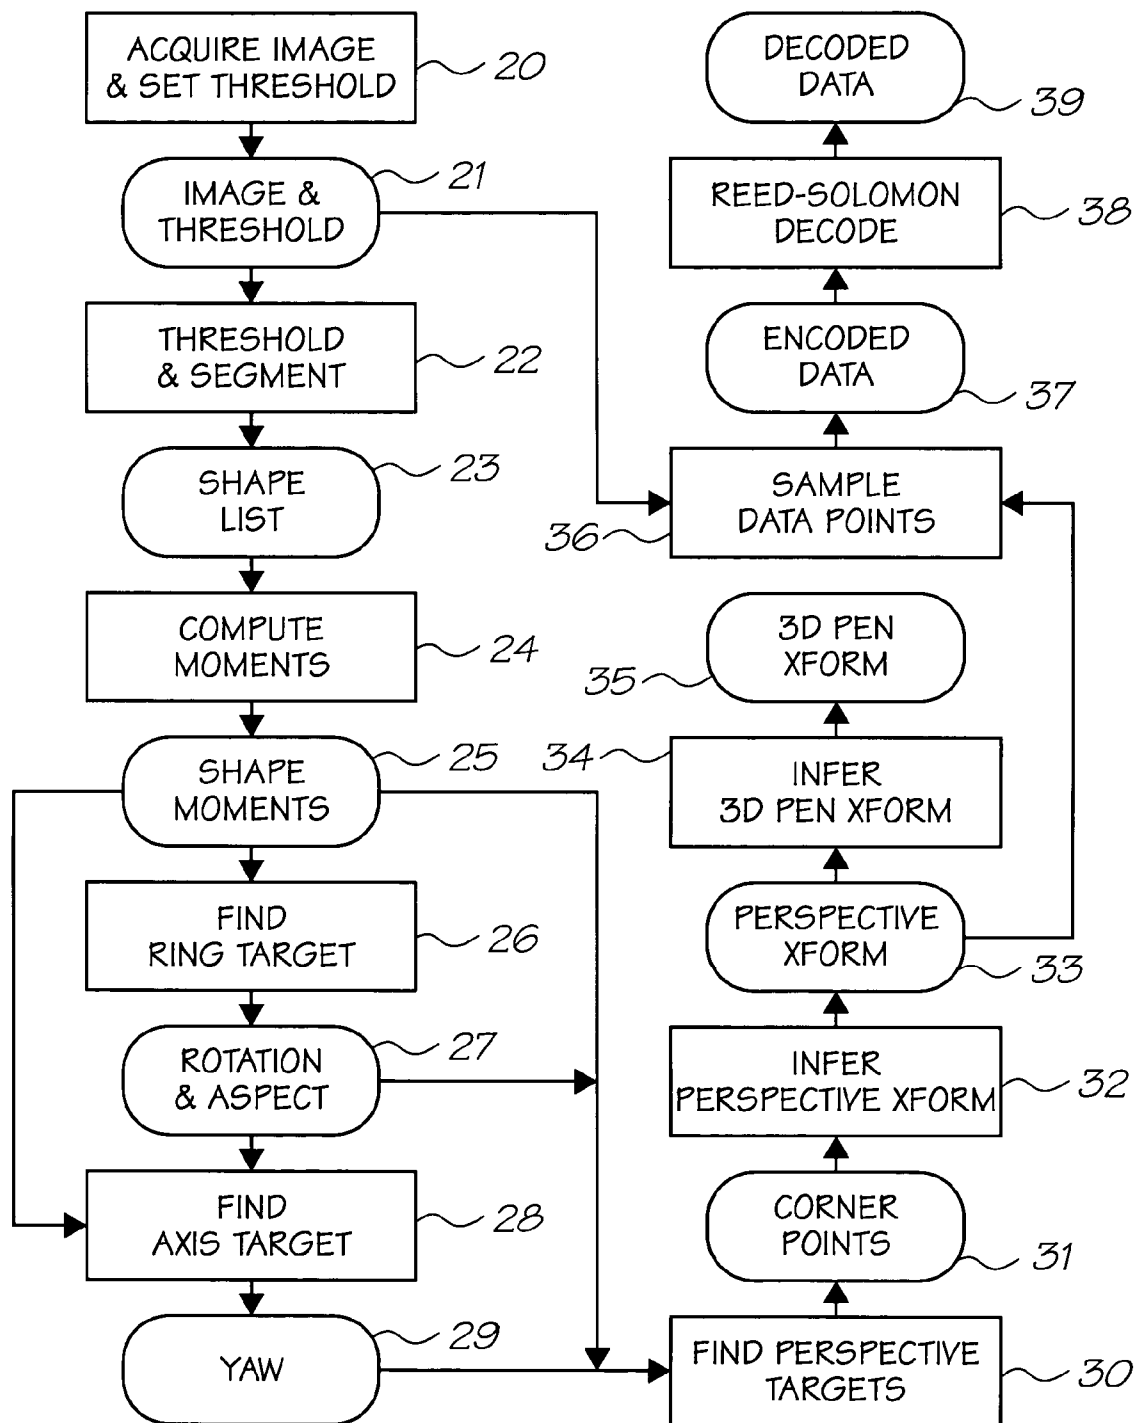 ACQUIRE IMAGE
& SET THRESHOLD
20
IMAGE &
THRESHOLD
21
THRESHOLD
& SEGMENT
22
SHAPE
LIST
23
COMPUTE
MOMENTS
24
SHAPE
MOMENTS
25
FIND
RING TARGET
26
ROTATION
& ASPECT
27
FIND
AXIS TARGET
28
YAW
29
DECODED
DATA
39
REED-SOLOMON
DECODE
38
ENCODED
DATA
37
SAMPLE
DATA POINTS
36
3D PEN
XFORM
35
34
INFER
3D PEN XFORM
PERSPECTIVE
XFORM
33
INFER
PERSPECTIVE XFORM
32
CORNER
POINTS
31
FIND PERSPECTIVE
TARGETS
30